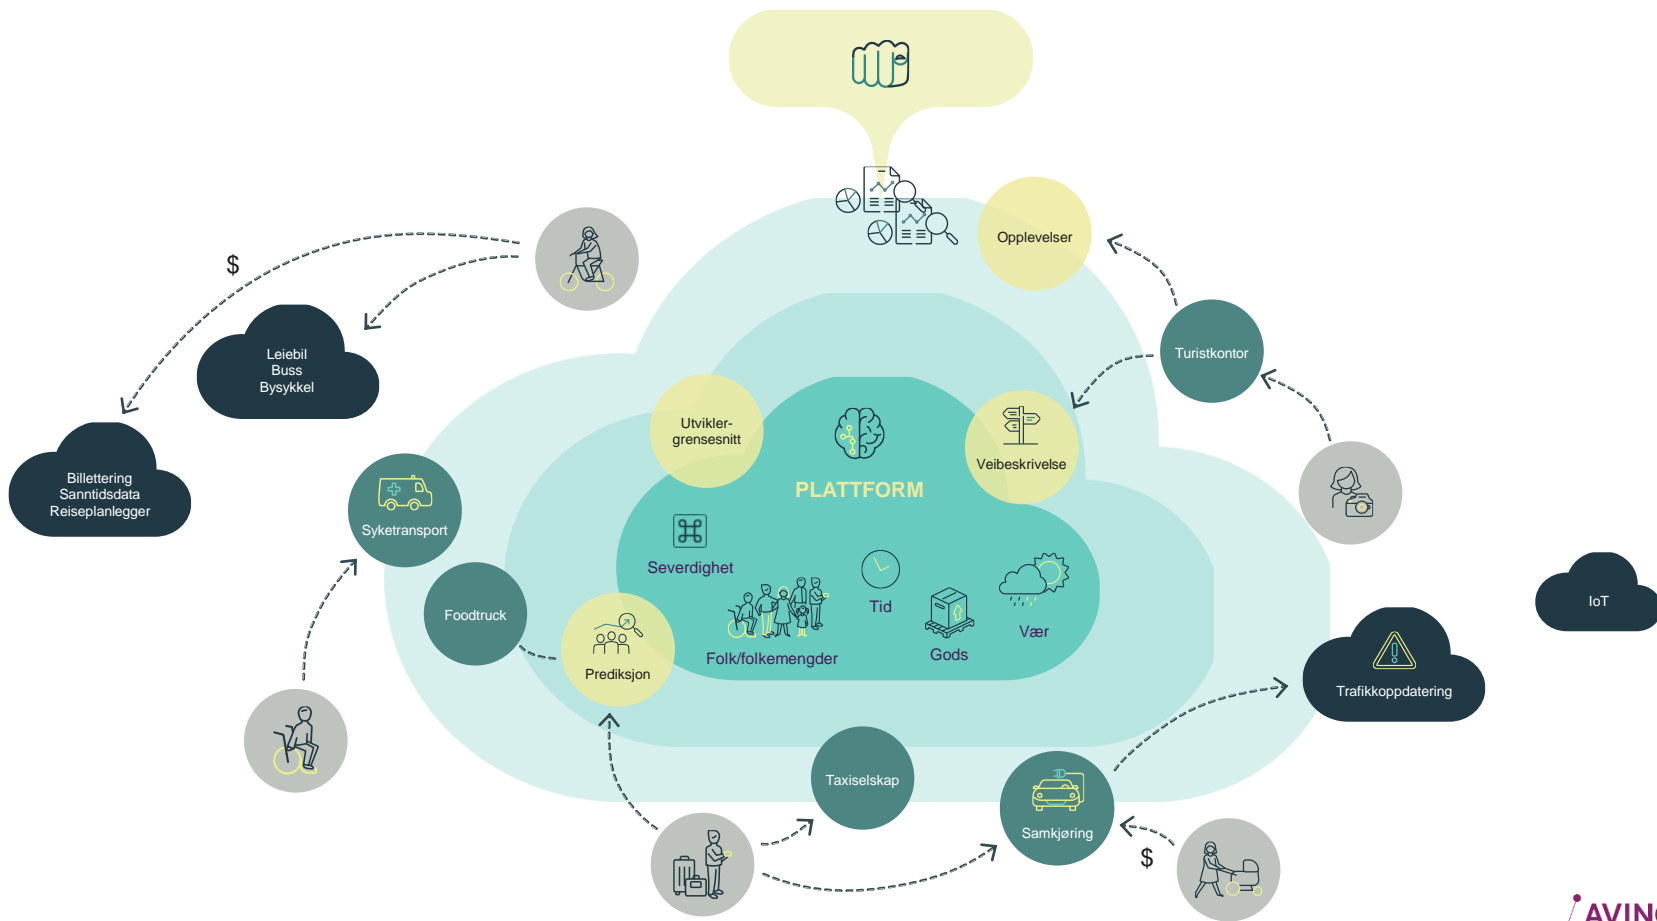 Opplevelser
$
Leiebil
Buss
Bysykkel
Turistkontor
Utvikler-
grensesnitt
Veibeskrivelse
PLATTFORM
Billettering
Sanntidsdata
Reiseplanlegger
Syketransport
Severdighet
Foodtruck
Tid
IoT
Vær
Gods
Folk/folkemengder
Prediksjon
Trafikkoppdatering
Taxiselskap
Samkjøring
$